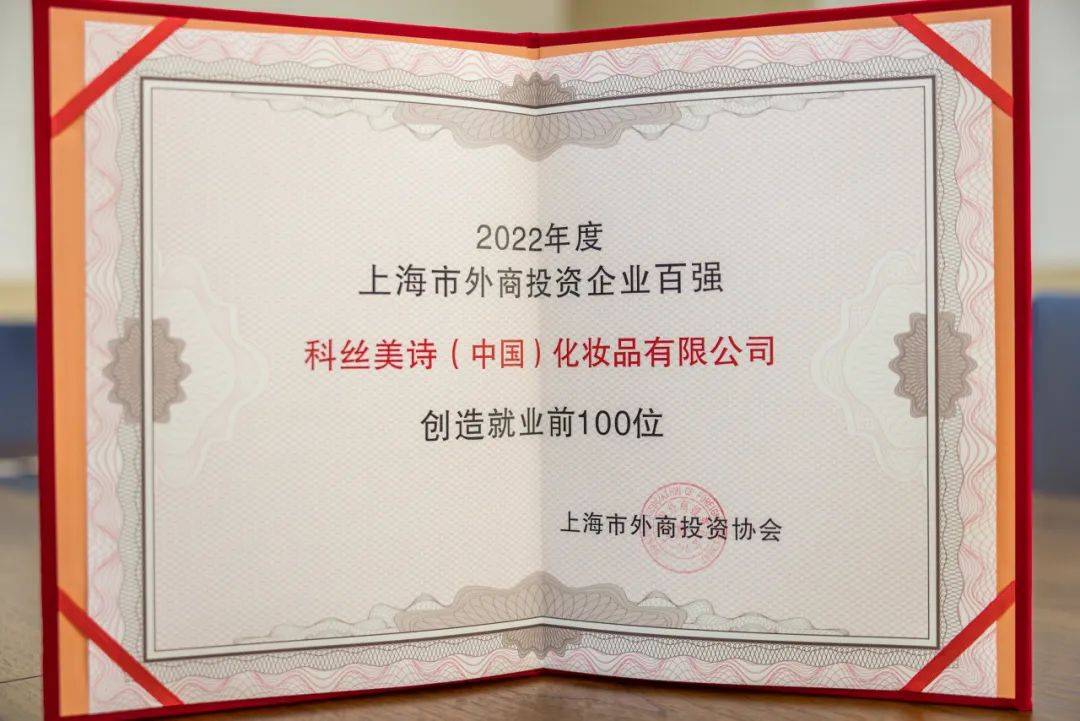 2022年度
上海市外商投资企业百强
科丝美诗（中国）化妆品有限公司
创造就业前100位
上海市外商投资协会